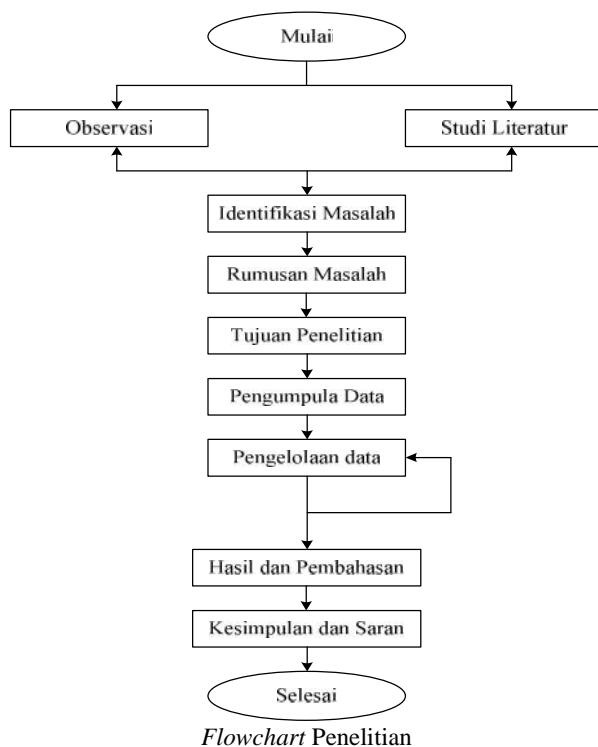 Mulai
Observasi
Studi Literatur
Identifikasi Masalah
Rumusan Masalah
Tujuan Penelitian
Pengumpula Data
Pengelolaan data
Hasil dan Pembahasan
Kesimpulan dan Saran
Selesai
Flowchart Penelitian